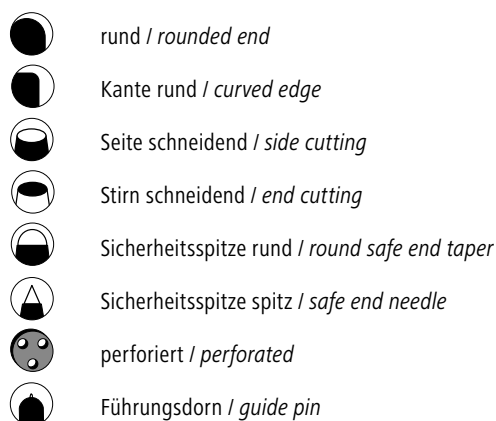 rund / rounded end
Kante rund / curved edge
Seite schneidend / side cutting
Stirn schneidend / end cutting
Sicherheitsspitze rund / round safe end taper
Sicherheitsspitze spitz / safe end needle
perforiert / perforated
Führungsdorn / guide pin